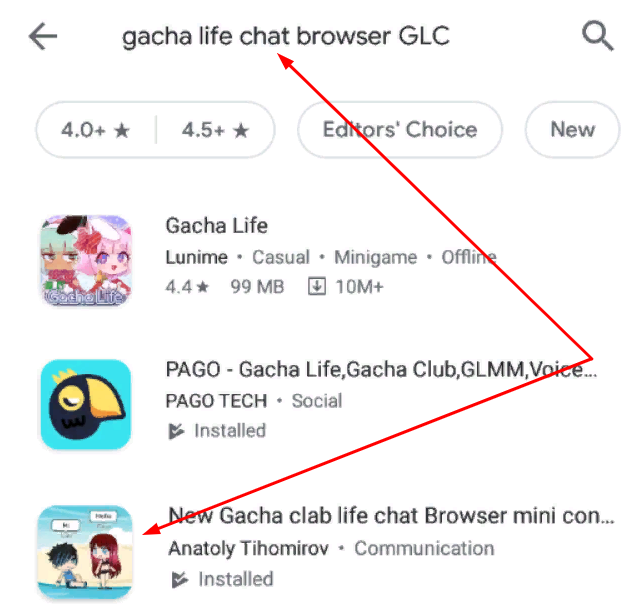 gacha life chat browser GLC
4.0+ ★ 4.5+ ★ Editors' Choice New
Gacha Life
Lunime • Casual • Minigame • Offline
4.4 ★ 99 MB 10M+
Gacha Life
PAGO - Gacha Life,Gacha Club,GLMM,Voice...
PAGO TECH • Social
Installed
New Gacha clab life chat Browser mini con...
Anatoly Tihomirov • Communication
Installed